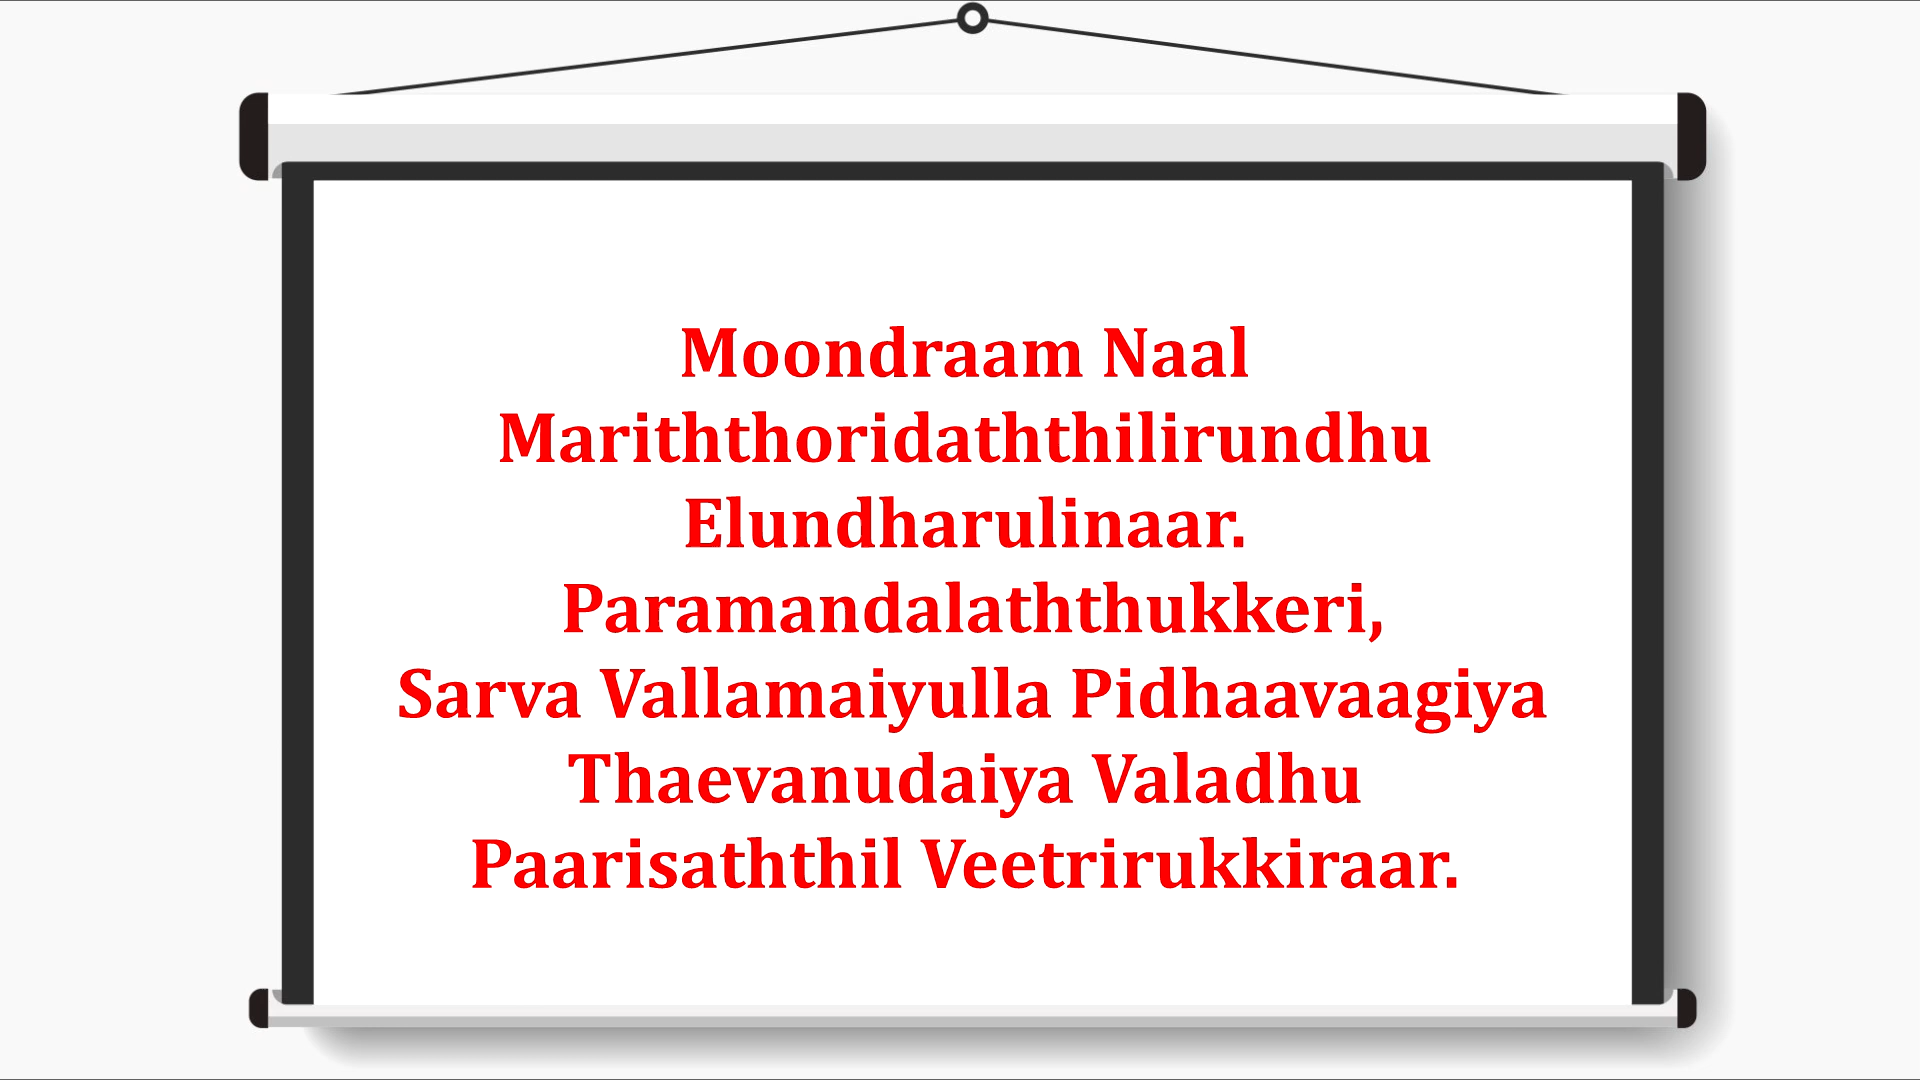 Moondraam Naal
Mariththoridaththilirundhu
Elundharulinaar.
Paramandalaththukkeri,
Sarva Vallamaiyulla Pidhaavaagiya
Thaevanudaiya Valadhu
Paarisaththil Veetrirukkiraar.